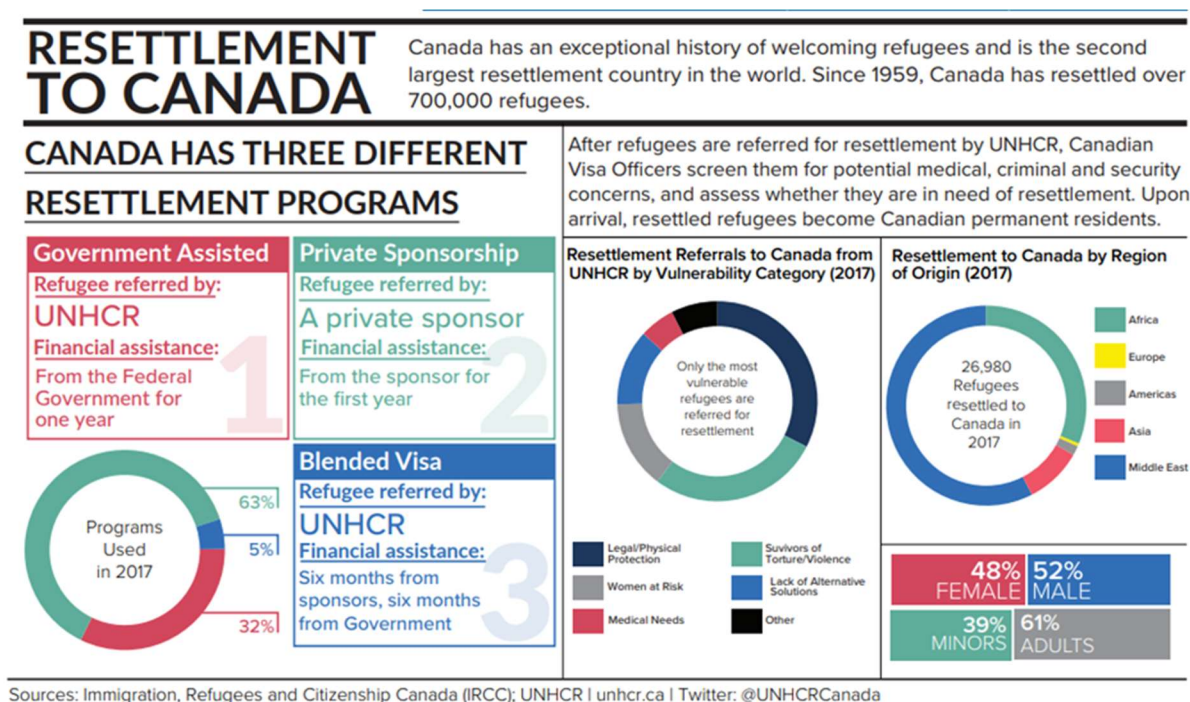 RESETTLEMENT
TO CANADA
Canada has an exceptional history of welcoming refugees and is the second
largest resettlement country in the world. Since 1959, Canada has resettled over
700,000 refugees.
CANADA HAS THREE DIFFERENT
RESETTLEMENT PROGRAMS
Government Assisted
Refugee referred by:
UNHCR
Financial assistance:
From the Federal
Government for
one year
1
Private Sponsorship
Refugee referred by:
A private sponsor
Financial assistance:
From the sponsor for
the first year
2
Programs
Used
in 2017
63%
5%
32%
Blended Visa
Refugee referred by:
UNHCR
Financial assistance:
Six months from
sponsors, six months
from Government
3
After refugees are referred for resettlement by UNHCR, Canadian
Visa Officers screen them for potential medical, criminal and security
concerns, and assess whether they are in need of resettlement. Upon
arrival, resettled refugees become Canadian permanent residents.
Resettlement Referrals to Canada from
UNHCR by Vulnerability Category (2017)
Only the most
vulnerable
refugees are
referred for
resettlement
Legal/Physical
Protection
Suvivors of
Torture/Violence
Women at Risk
Lack of Alternative
Solutions
Medical Needs
Other
Resettlement to Canada by Region
of Origin (2017)
26,980
Refugees
resettled to
Canada in
2017
Africa
Europe
Americas
Asia
Middle East
48% 52%
FEMALE MALE
39% 61%
MINORS ADULTS
Sources: Immigration, Refugees and Citizenship Canada (IRCC); UNHCR | unhcr.ca | Twitter: @UNHCRCanada